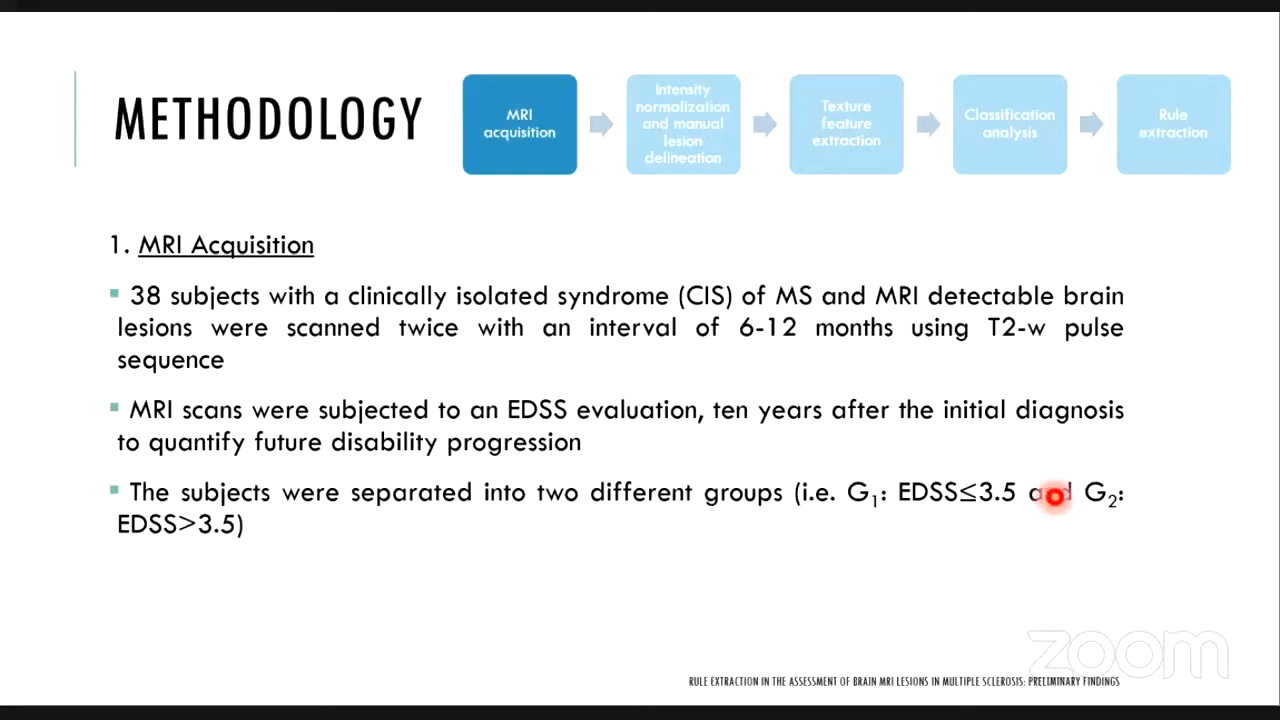 METHODOLOGY
MRI
acquisition
Intensity
normalization
and manual
lesion
delineation
Texture
feature
extraction
Classification
analysis
Rule
extraction
1. MRI Acquisition
▪ 38 subjects with a clinically isolated syndrome (CIS) of MS and MRI detectable brain
lesions were scanned twice with an interval of 6-12 months using T2-w pulse
sequence
▪ MRI scans were subjected to an EDSS evaluation, ten years after the initial diagnosis
to quantify future disability progression
▪ The subjects were separated into two different groups (i.e. G₁: EDSS≤3.5 and G₂:
EDSS>3.5)
zoom
RULE EXTRACTION IN THE ASSESSMENT OF BRAIN MRI LESIONS IN MULTIPLE SCLEROSIS: PRELIMINARY FINDINGS